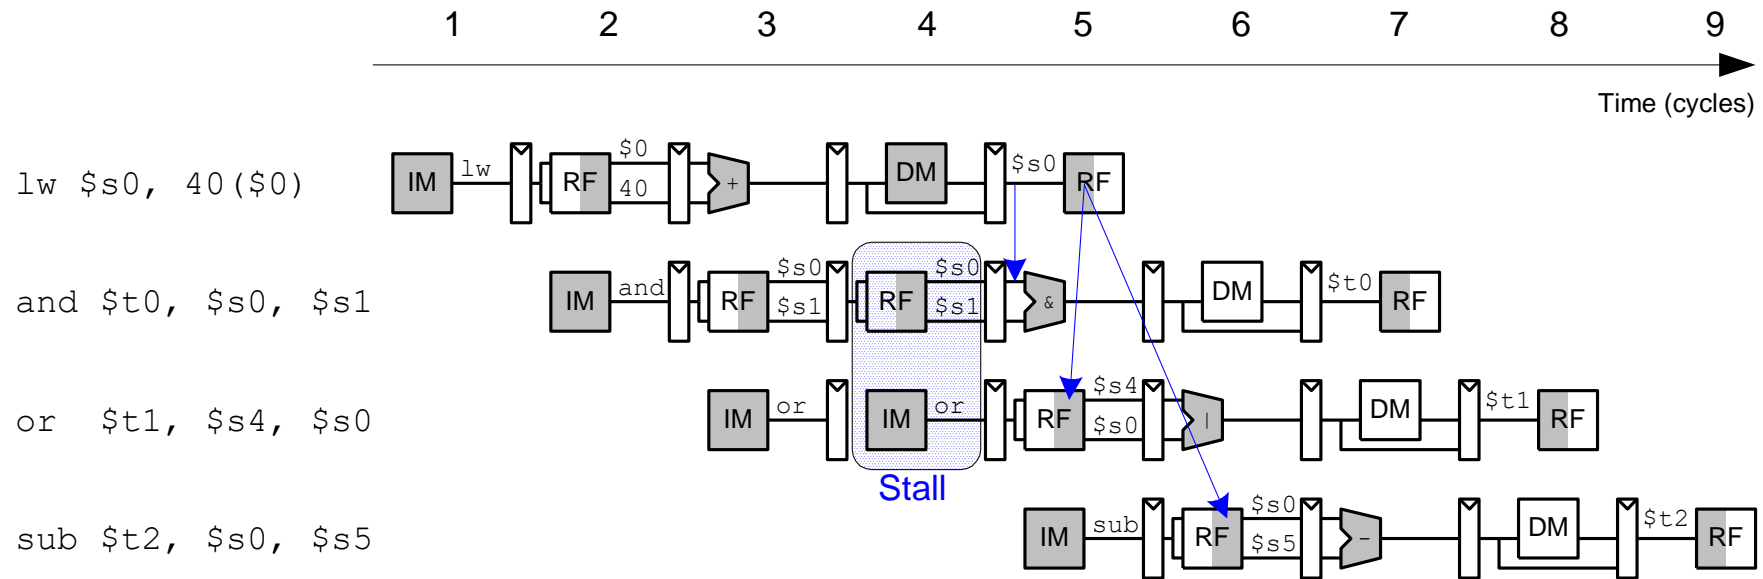 1 2 3 4 5 6 7 8 9
Time (cycles)
lw $s0, 40($0) IM lw RF $0 40 + DM $s0 RF
and $t0, $s0, $s1 IM and RF $s0 $s1 RF $s0 $s1 & DM $t0 RF
or $t1, $s4, $s0 IM or IM or RF $s4 $s0 | DM $t1 RF
Stall
sub $t2, $s0, $s5 IM sub RF $s0 $s5 - DM $t2 RF